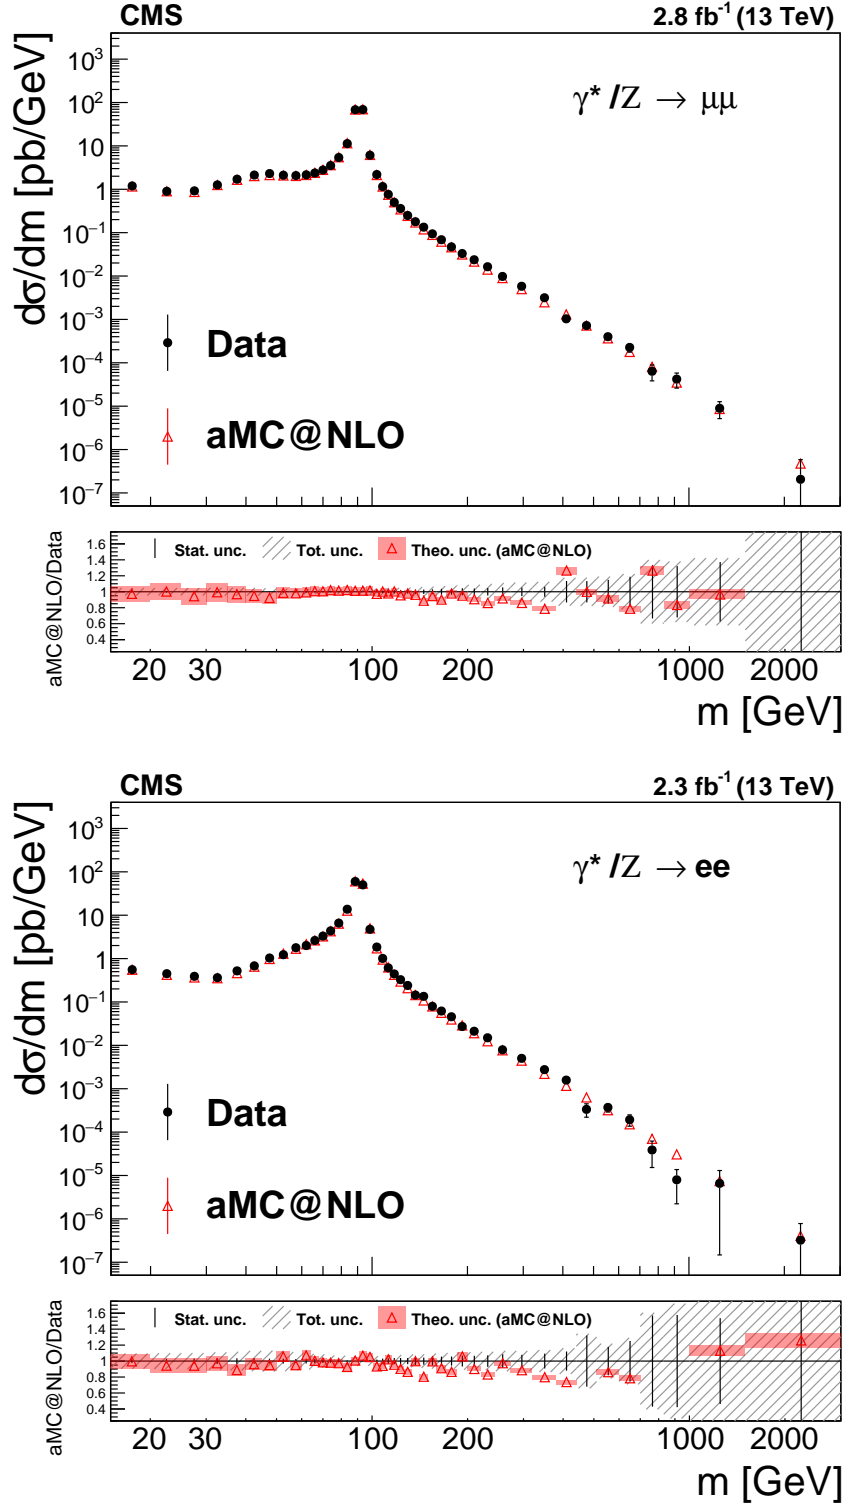 CMS 2.8 fb⁻¹ (13 TeV)
γ* /Z → μμ
dσ/dm [pb/GeV]
10³
10²
10
1
10⁻¹
10⁻²
10⁻³
10⁻⁴
10⁻⁵
10⁻⁶
10⁻⁷
Data
aMC@NLO
aMC@NLO/Data
Stat. unc. Tot. unc. Theo. unc. (aMC@NLO)
1.6
1.4
1.2
1
0.8
0.6
0.4
20 30 100 200 1000 2000
m [GeV]
CMS 2.3 fb⁻¹ (13 TeV)
γ* /Z → ee
dσ/dm [pb/GeV]
10³
10²
10
1
10⁻¹
10⁻²
10⁻³
10⁻⁴
10⁻⁵
10⁻⁶
10⁻⁷
Data
aMC@NLO
aMC@NLO/Data
Stat. unc. Tot. unc. Theo. unc. (aMC@NLO)
1.6
1.4
1.2
1
0.8
0.6
0.4
20 30 100 200 1000 2000
m [GeV]